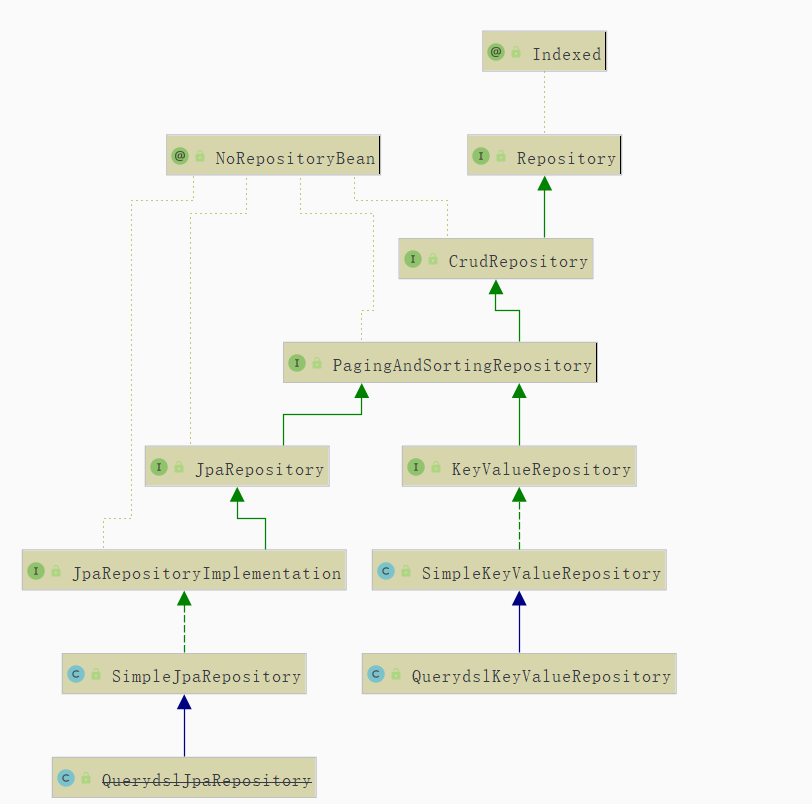 @ Indexed
@ NoRepositoryBean
I Repository
I CrudRepository
I PagingAndSortingRepository
I JpaRepository
I KeyValueRepository
I JpaRepositoryImplementation
C SimpleKeyValueRepository
C SimpleJpaRepository
C QuerydslKeyValueRepository
C QuerydslJpaRepository